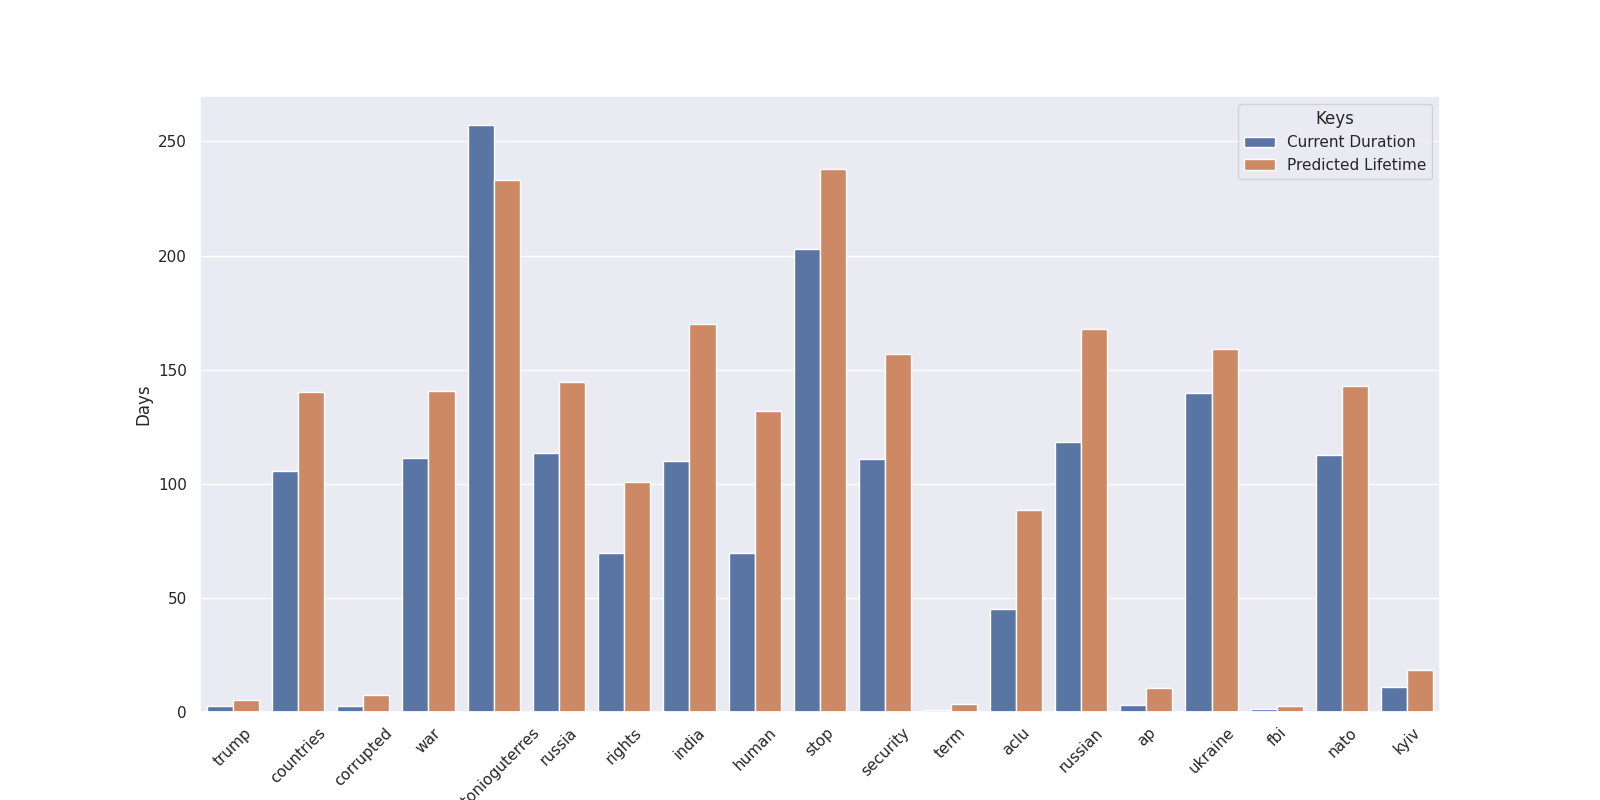 Keys
Current Duration
Predicted Lifetime
250
200
150
100
50
0
Days
trump
countries
corrupted
war
tonioguterres
russia
rights
india
human
stop
security
term
aclu
russian
ap
ukraine
fbi
nato
kyiv